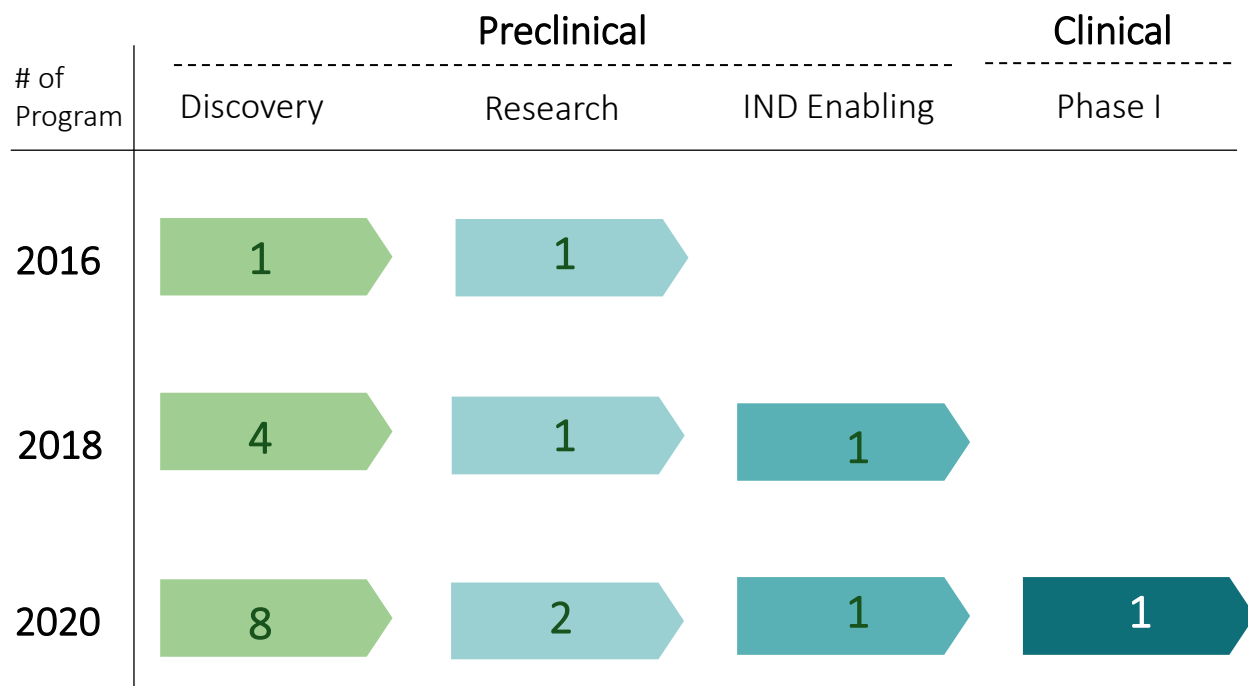 Preclinical
Clinical
# of
Program
Discovery
Research
IND Enabling
Phase I
2016
1
1
2018
4
1
1
2020
8
2
1
1